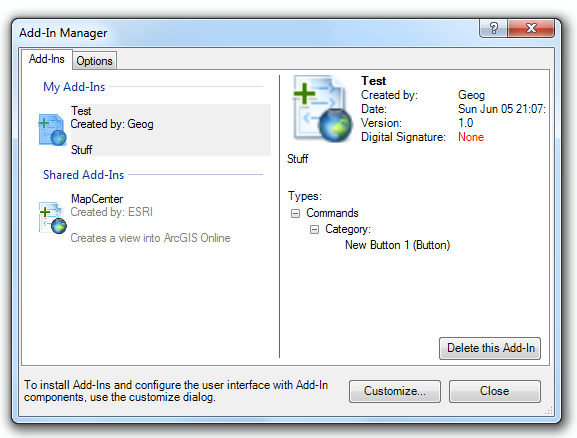 Add-In Manager
Add-Ins
Options
My Add-Ins
Test
Created by: Geog
Stuff
Shared Add-Ins
MapCenter
Created by: ESRI
Creates a view into ArcGIS Online
Test
Created by: Geog
Date: Sun Jun 05 21:07:
Version: 1.0
Digital Signature: None
Stuff
Types:
Commands
Category:
New Button 1 (Button)
Delete this Add-In
To install Add-Ins and configure the user interface with Add-In
components, use the customize dialog.
Customize...
Close